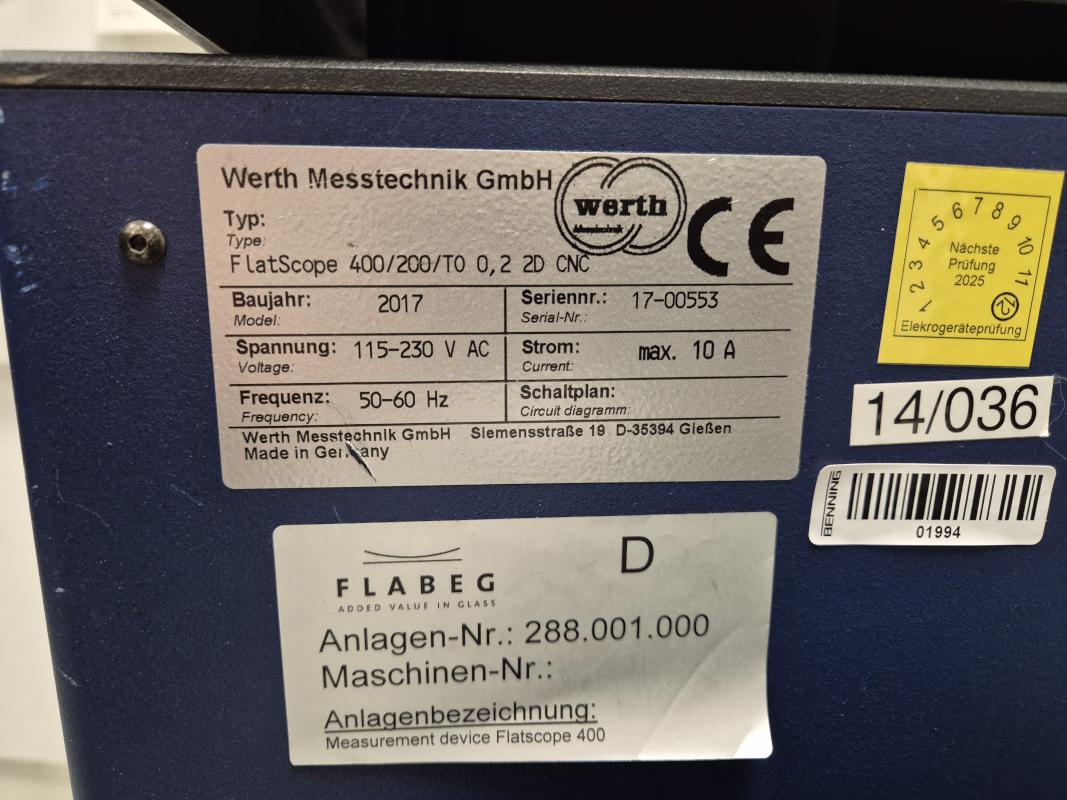 Werth Messtechnik GmbH
werth
Messtechnik
CE
Typ:
Type:
FlatScope 400/200/T0 0,2 2D CNC
Baujahr: 2017
Model:
Seriennr.: 17-00553
Serial-Nr.:
Spannung: 115-230 V AC
Voltage:
Strom: max. 10 A
Current:
Frequenz: 50-60 Hz
Frequency:
Schaltplan:
Circuit diagramm:
Werth Messtechnik GmbH Siemensstraße 19 D-35394 Gießen
Made in Germany
1 2 3 4 5 6 7 8 9 10 11 12
Nächste
Prüfung
2025
Elekrogeräteprüfung
14/036
BENNING
01994
FLABEG
ADDED VALUE IN GLASS
D
Anlagen-Nr.: 288.001.000
Maschinen-Nr.:
Anlagenbezeichnung:
Measurement device Flatscope 400